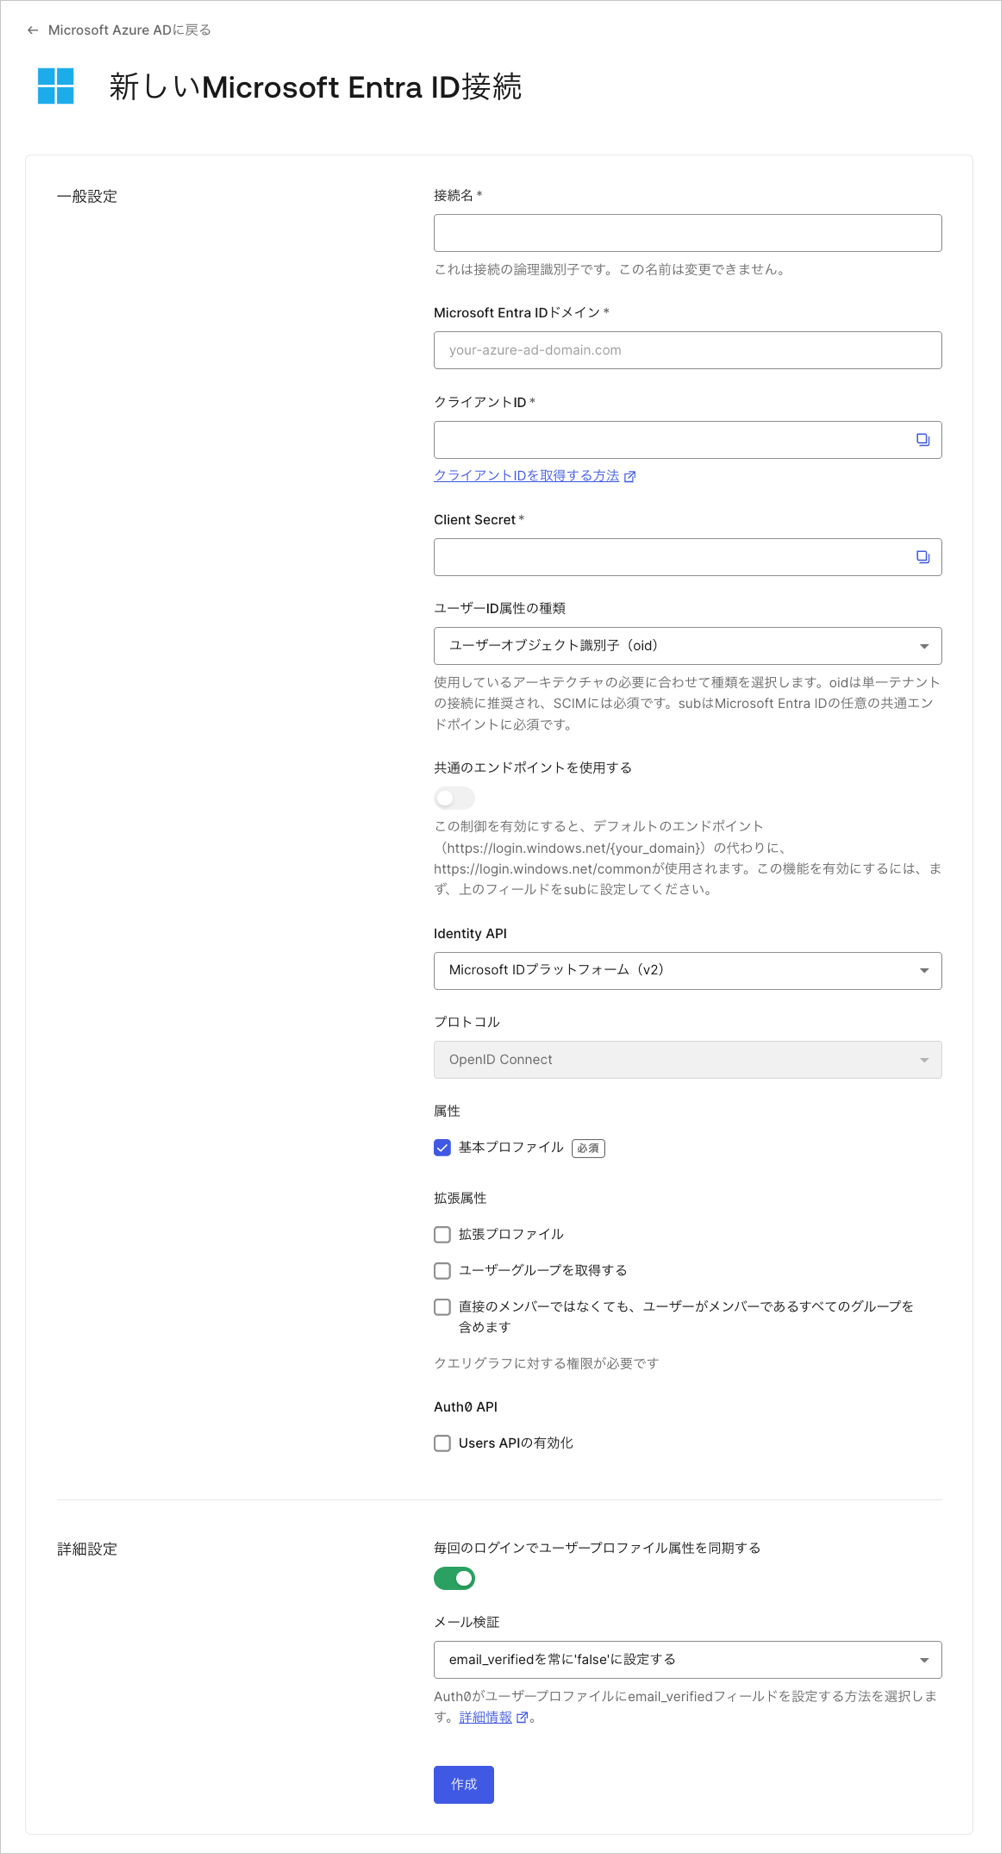 ← Microsoft Azure ADに戻る
新しいMicrosoft Entra ID接続
一般設定
接続名 *
これは接続の論理識別子です。この名前は変更できません。
Microsoft Entra IDドメイン *
your-azure-ad-domain.com
クライアントID *
クライアントIDを取得する方法
Client Secret *
ユーザーID属性の種類
ユーザーオブジェクト識別子（oid）
使用しているアーキテクチャの必要に合わせて種類を選択します。oidは単一テナント
の接続に推奨され、SCIMには必須です。subはMicrosoft Entra IDの任意の共通エン
ドポイントに必須です。
共通のエンドポイントを使用する
この制御を有効にすると、デフォルトのエンドポイント
（https://login.windows.net/{your_domain}）の代わりに、
https://login.windows.net/commonが使用されます。この機能を有効にするには、ま
ず、上のフィールドをsubに設定してください。
Identity API
Microsoft IDプラットフォーム（v2）
プロトコル
OpenID Connect
属性
基本プロファイル 必須
拡張属性
拡張プロファイル
ユーザーグループを取得する
直接のメンバーではなくても、ユーザーがメンバーであるすべてのグループを
含めます
クエリグラフに対する権限が必要です
Auth0 API
Users APIの有効化
詳細設定
毎回のログインでユーザープロファイル属性を同期する
メール検証
email_verifiedを常に'false'に設定する
Auth0がユーザープロファイルにemail_verifiedフィールドを設定する方法を選択しま
す。詳細情報。
作成